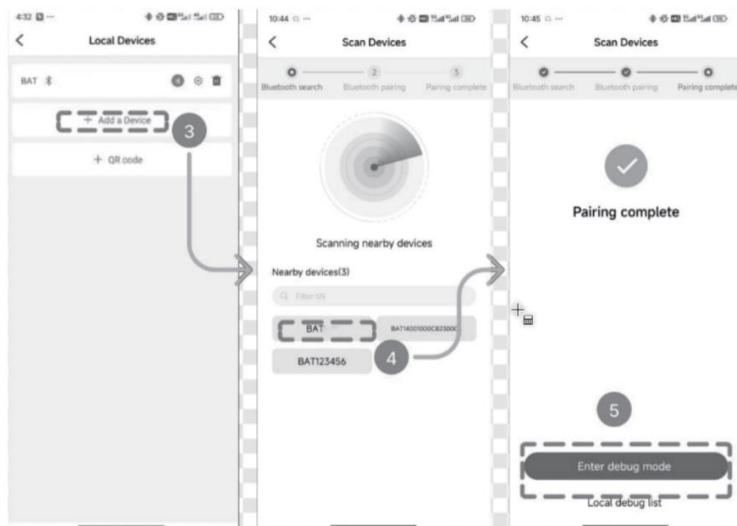 4:32
Local Devices
BAT
+ Add a Device
3
+ QR code
10:44
Scan Devices
2
3
Bluetooth search
Bluetooth pairing
Pairing complete
Scanning nearby devices
Nearby devices(3)
Filter SN
BAT
BAT123456
4
10:45
Scan Devices
Bluetooth search
Bluetooth pairing
Pairing complete
Pairing complete
5
Enter debug mode
Local debug list